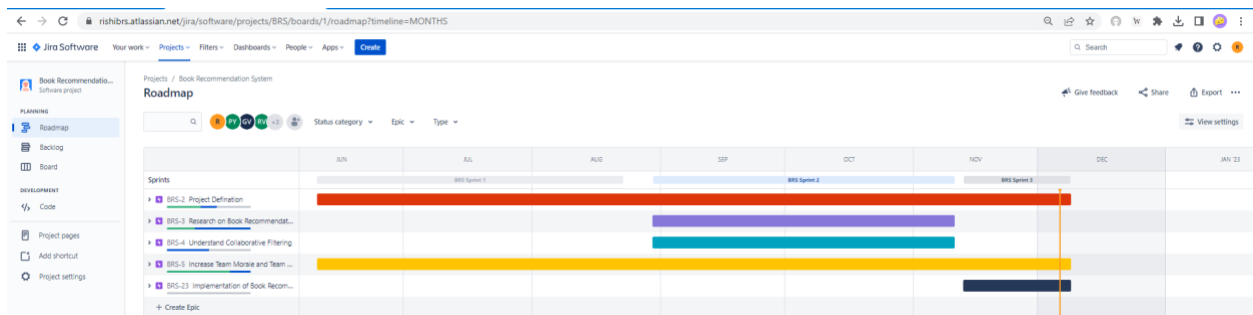 rishibrs.atlassian.net/jira/software/projects/BRS/boards/1/roadmap?timeline=MONTHS
Jira Software Your work Projects Filters Dashboards People Apps Create Search R
Book Recommendatio...
Software project
PLANNING
Roadmap
Backlog
Board
DEVELOPMENT
Code
Project pages
Add shortcut
Project settings
Projects / Book Recommendation System
Roadmap
Give feedback Share Export
R PY GV RV +3 Status category Epic Type View settings
JUN JUL AUG SEP OCT NOV DEC JAN '23
Sprints BRS Sprint 1 BRS Sprint 2 BRS Sprint 3
BRS-2 Project Defination
BRS-3 Research on Book Recommendat...
BRS-4 Understand Collaborative Filtering
BRS-5 Increase Team Morale and Team ...
BRS-23 Implementation of Book Recom...
+ Create Epic